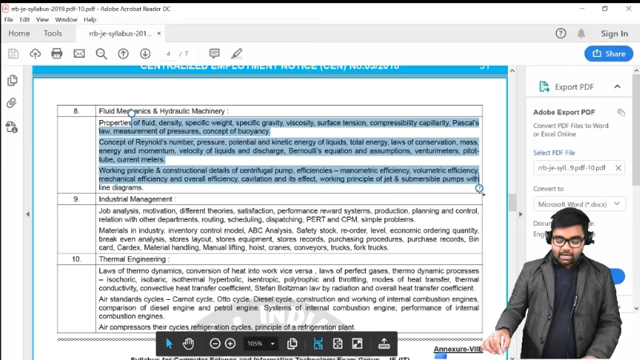 rrb-je-syllabus-2019.pdf-10.pdf - Adobe Acrobat Reader DC
File Edit View Sign Window Help
Home Tools rrb-je-syllabus-201... Sign In
4 / 7 Share
CENTRALIZED EMPLOYMENT NOTICE (CEN) No.03/2018 51
8. Fluid Mechanics & Hydraulic Machinery :
Properties of fluid, density, specific weight, specific gravity, viscosity, surface tension, compressibility capillarity, Pascal's
law, measurement of pressures, concept of buoyancy.
Concept of Reynold's number, pressure, potential and kinetic energy of liquids, total energy, laws of conservation, mass,
energy and momentum, velocity of liquids and discharge, Bernoulli's equation and assumptions, venturimeters, pitot-
tube, current meters.
Working principle & constructional details of centrifugal pump, efficiencies – manometric efficiency, volumetric efficiency,
mechanical efficiency and overall efficiency, cavitation and its effect, working principle of jet & submersible pumps with
line diagrams.
9. Industrial Management :
Job analysis, motivation, different theories, satisfaction, performance reward systems, production, planning and control,
relation with other departments, routing, scheduling, dispatching, PERT and CPM, simple problems.
Materials in industry, inventory control model, ABC Analysis, Safety stock, re-order, level, economic ordering quantity,
break even analysis, stores layout, stores equipment, stores records, purchasing procedures, purchase records, Bin
card, Cardex, Material handling, Manual lifting, hoist, cranes, conveyors, trucks, fork trucks.
10. Thermal Engineering :
Laws of thermo dynamics, conversion of heat into work vice versa , laws of perfect gases, thermo dynamic processes
– isochoric, isobaric, isothermal hyperbolic, isentropic, polytrophic and throttling, modes of heat transfer, thermal
conductivity, convective heat transfer coefficient, Stefan Boltzman law by radiation and overall heat transfer coefficient.
Air standards cycles – Carnot cycle, Otto cycle, Diesel cycle, construction and working of internal combustion engines,
comparison of diesel engine and petrol engine, Systems of internal combustion engine, performance of internal
combustion engines.
Air compressors their cycles refrigeration cycles, principle of a refrigeration plant.
105%
Annexure-VIIE
Export PDF
Adobe Export PDF
Convert PDF Files to Word
or Excel Online
Select PDF File
rrb-je-syll...9.pdf-10.pdf
Convert to
Microsoft Word (*.docx)